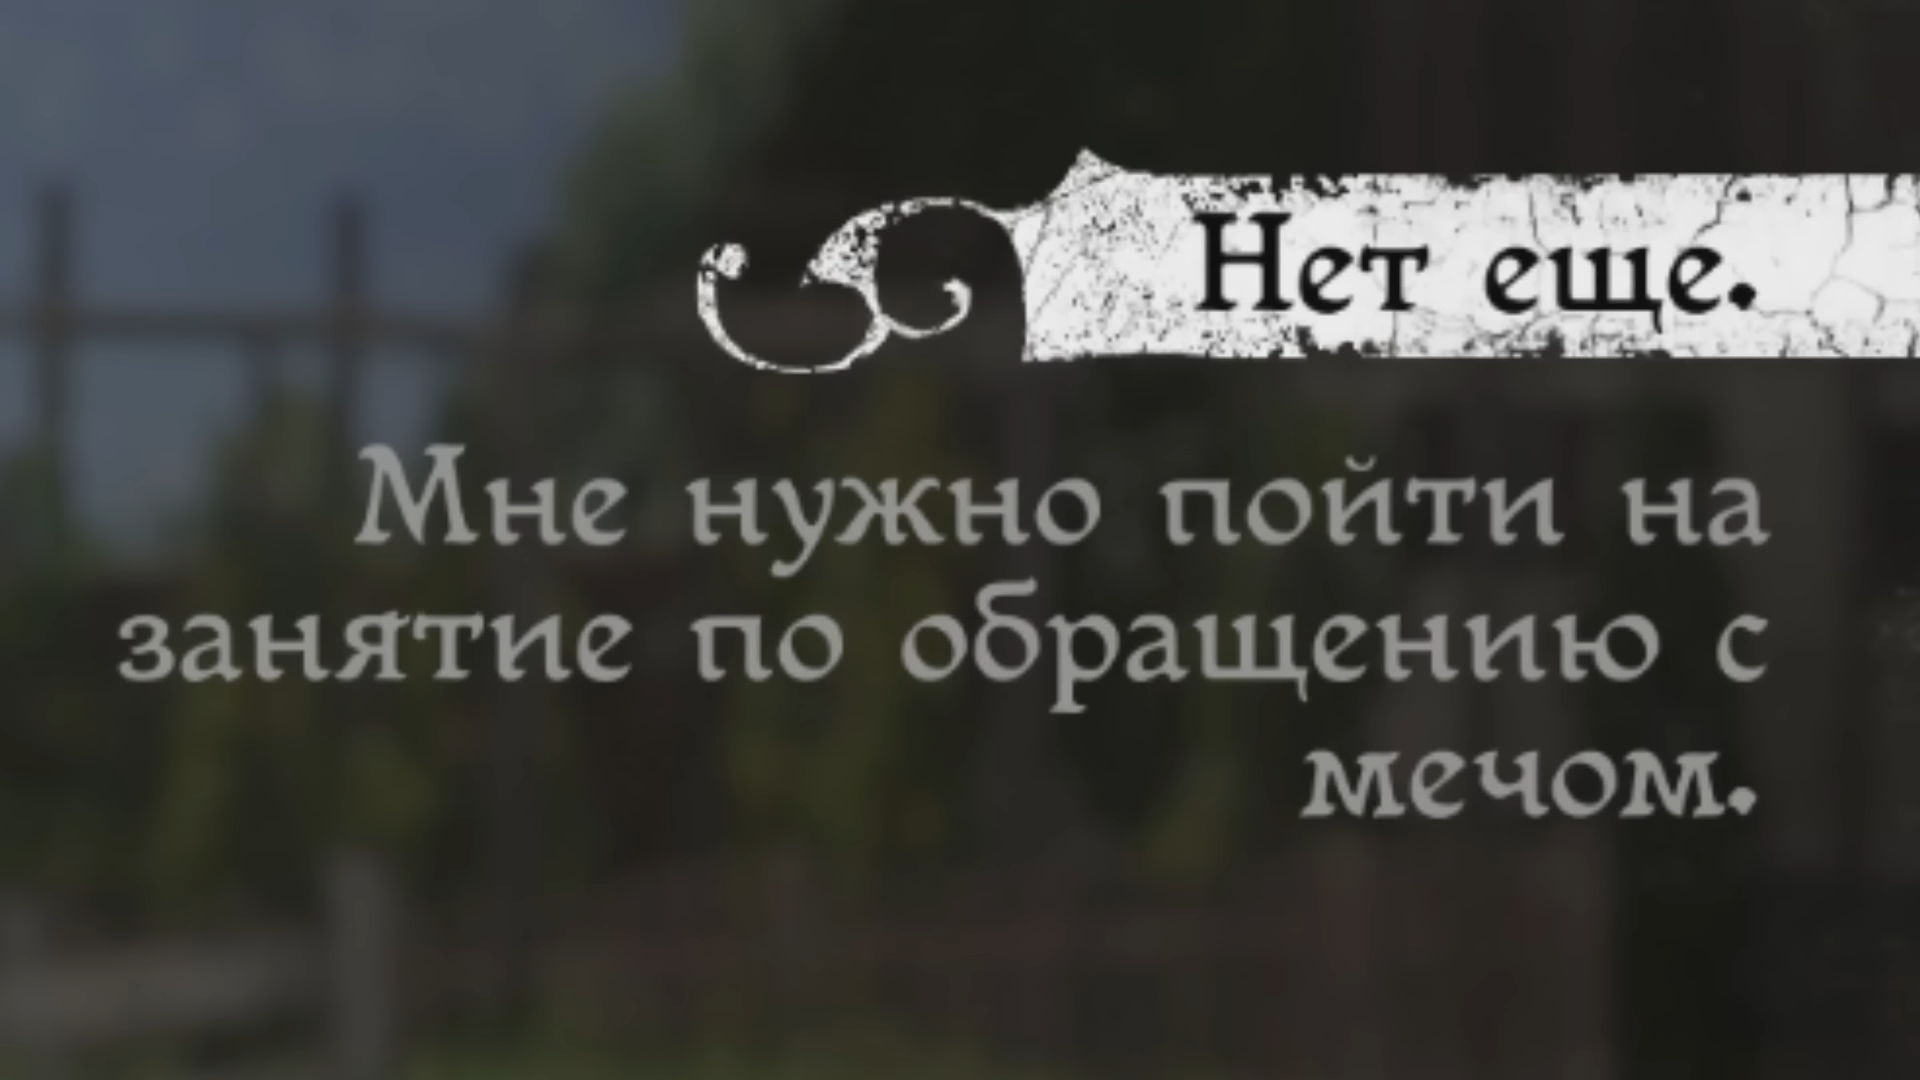 Нет еще.
Мне нужно пойти на
занятие по обращению с
мечом.